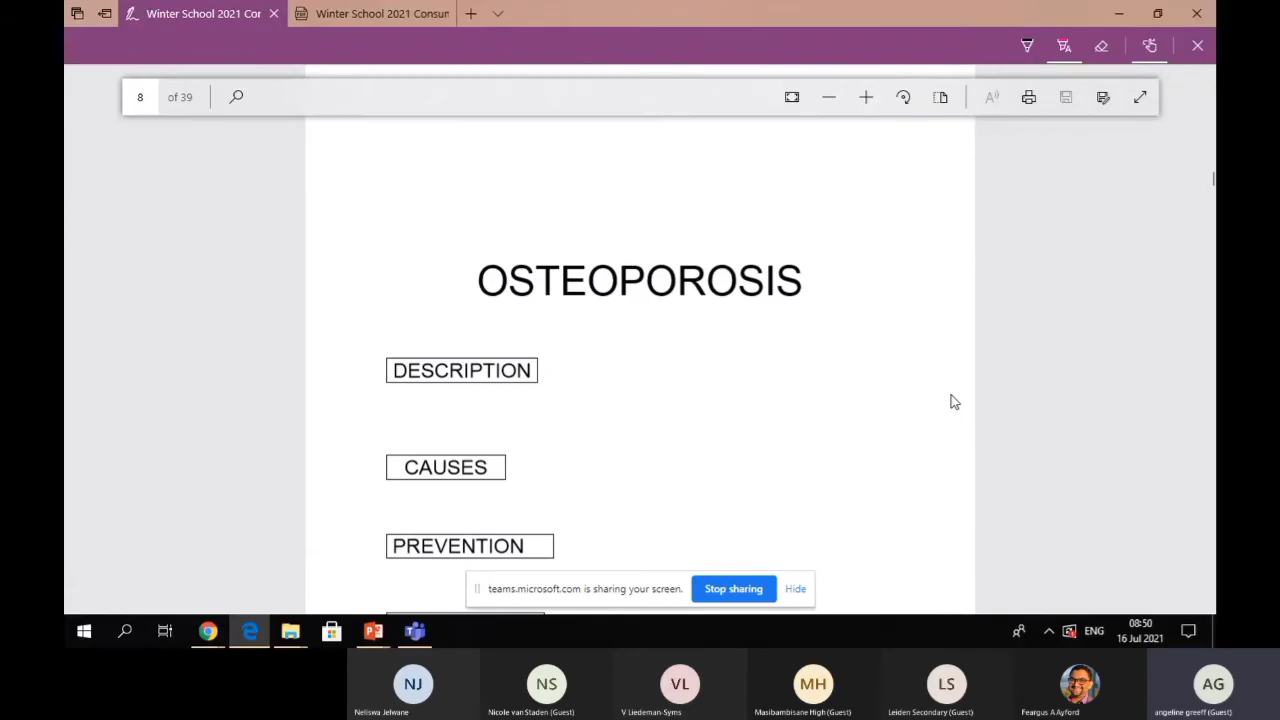 Winter School 2021 Cor
Winter School 2021 Consun
8 of 39
OSTEOPOROSIS
DESCRIPTION
CAUSES
PREVENTION
teams.microsoft.com is sharing your screen. Stop sharing Hide
ENG
08:50
16 Jul 2021
NJ NS VL MH LS AG
Neliswa Jelwane Nicole van Staden (Guest) V Liedeman-Syms Masibambisane High (Guest) Leiden Secondary (Guest) Feargus A Ayford angeline greeff (Guest)